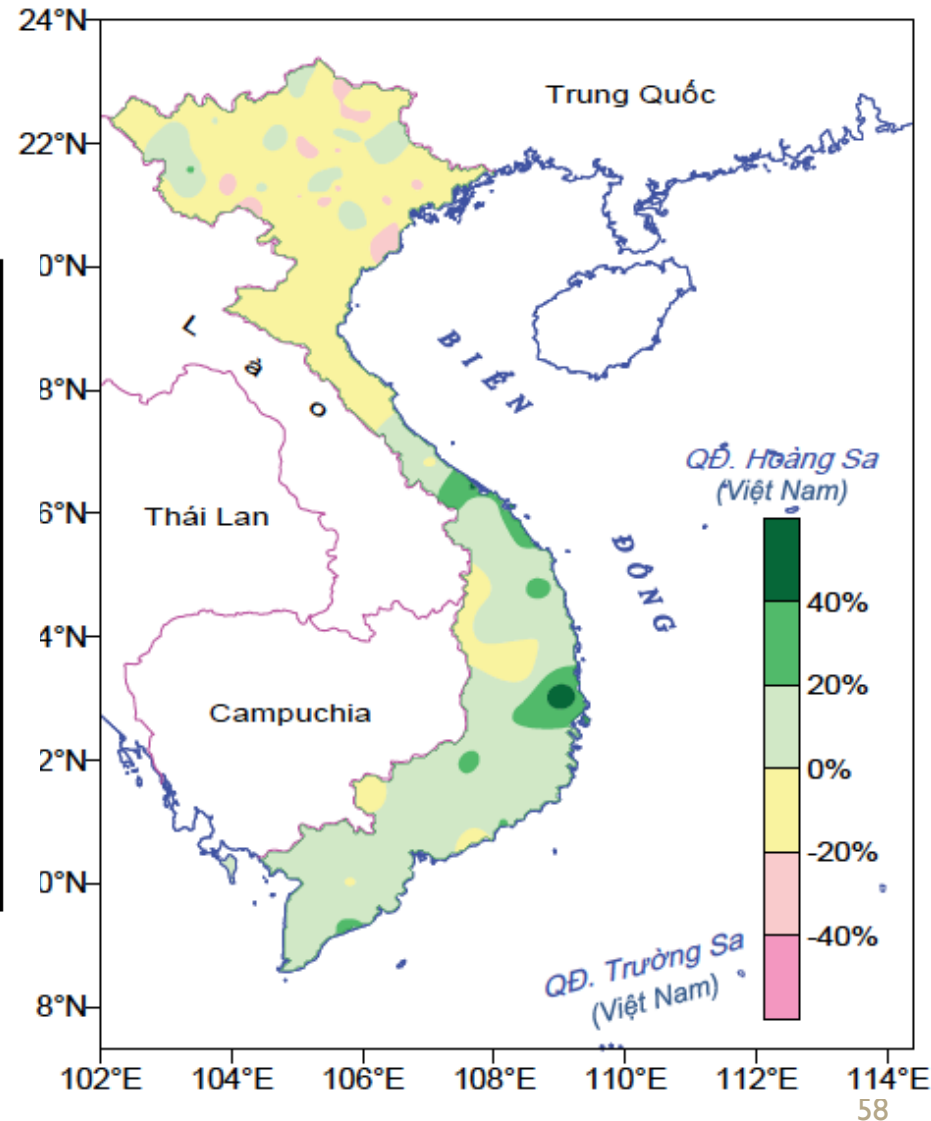 24°N
Trung Quốc
22°N
0°N
L
à
o
BIỂN
8°N
QĐ. Hoàng Sa
(Việt Nam)
6°N
Thái Lan
ĐÔNG
40%
4°N
20%
Campuchia
2°N
0%
-20%
0°N
-40%
QĐ. Trường Sa
(Việt Nam)
8°N
102°E 104°E 106°E 108°E 110°E 112°E 114°E
58